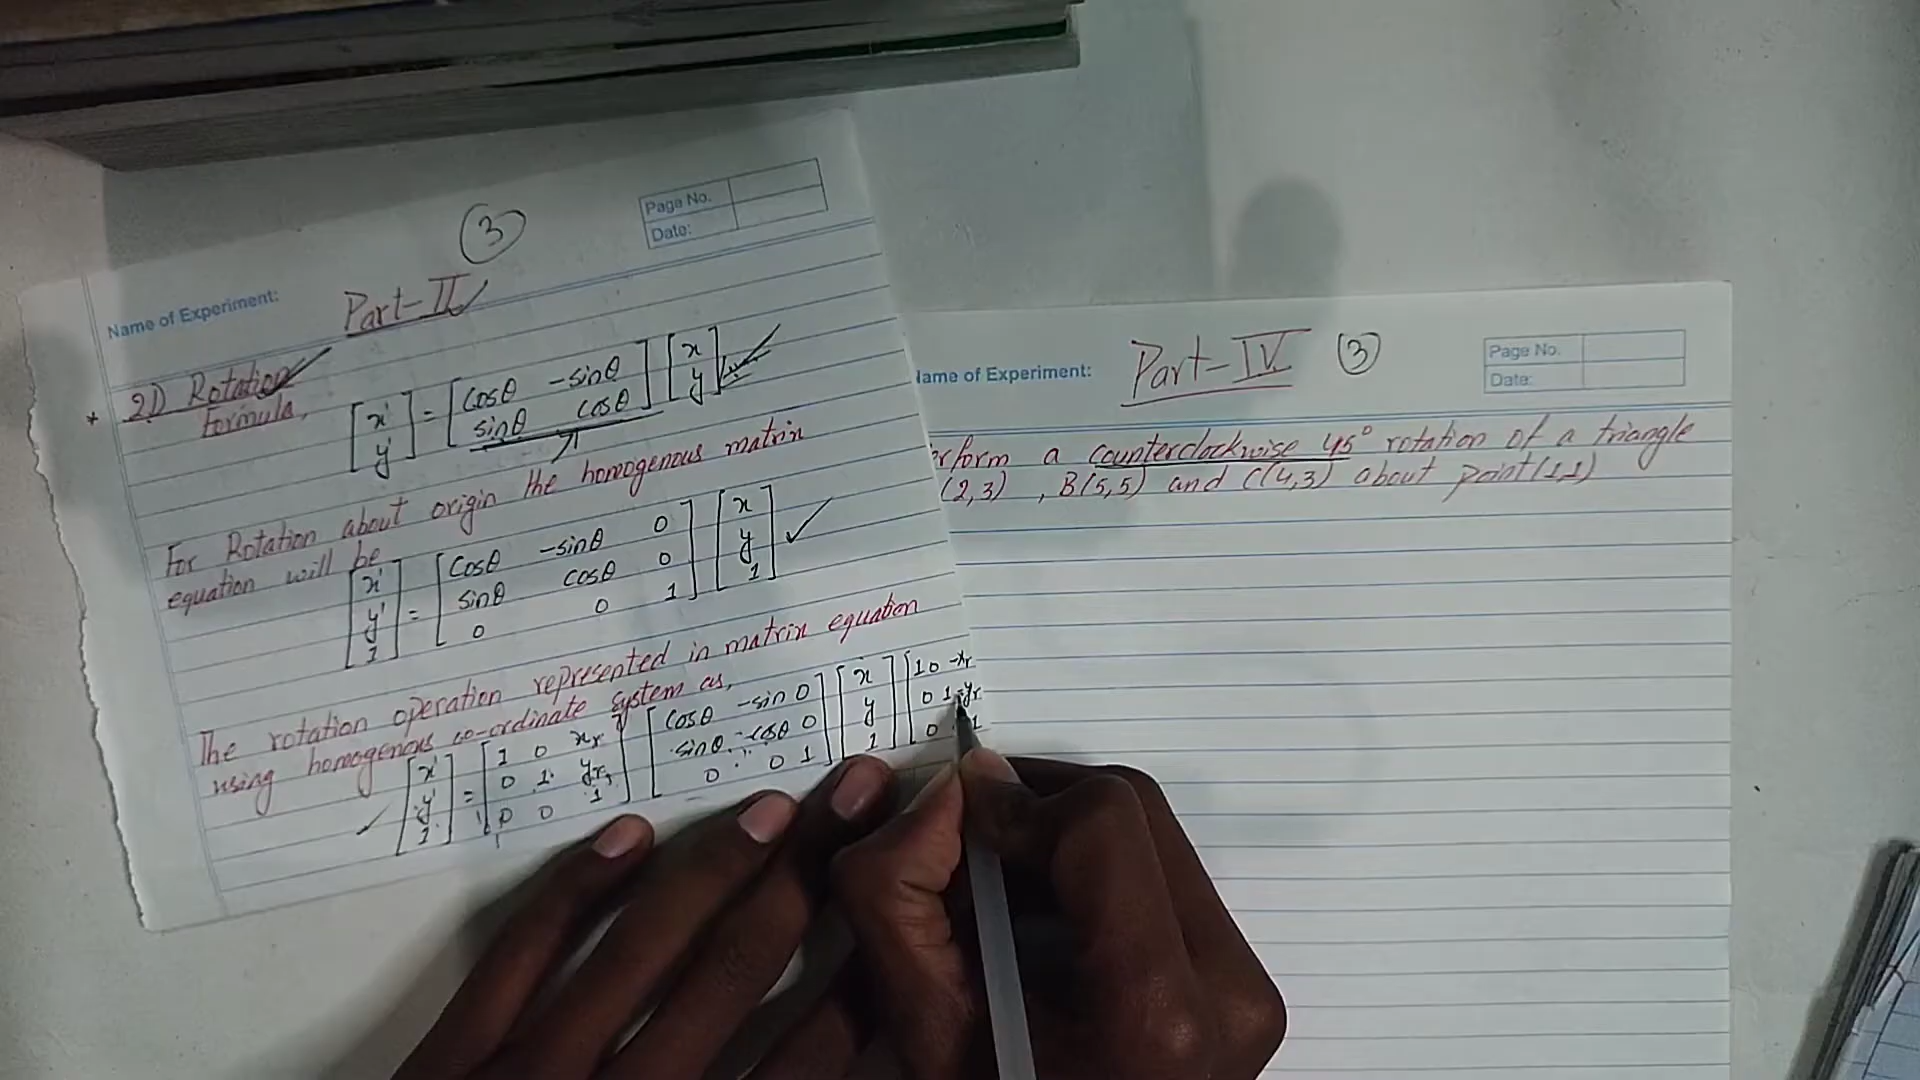 3
Page No.
Date:
Name of Experiment:
Part-II
* 2D Rotation
Formula,
[x' y'] = [cosθ -sinθ
sinθ cosθ] [x y]
For Rotation about origin the homogenous matrix
equation will be
[x' y' 1] = [cosθ -sinθ 0
sinθ cosθ 0
0 0 1] [x y 1]
The rotation operation represented in matrix equation
using homogenous co-ordinate system as,
[x' y' 1] = [1 0 xr
0 1 yr
0 0 1] [cosθ -sin 0
sinθ -cosθ 0
0 0 1] [x y 1] [1 0 -xr
0 1 -yr
0 1
Part-IV 3
Page No.
Date:
Name of Experiment:
rform a counterclockwise 45° rotation of a triangle
(2,3) , B(5,5) and C(4,3) about point(1,1)